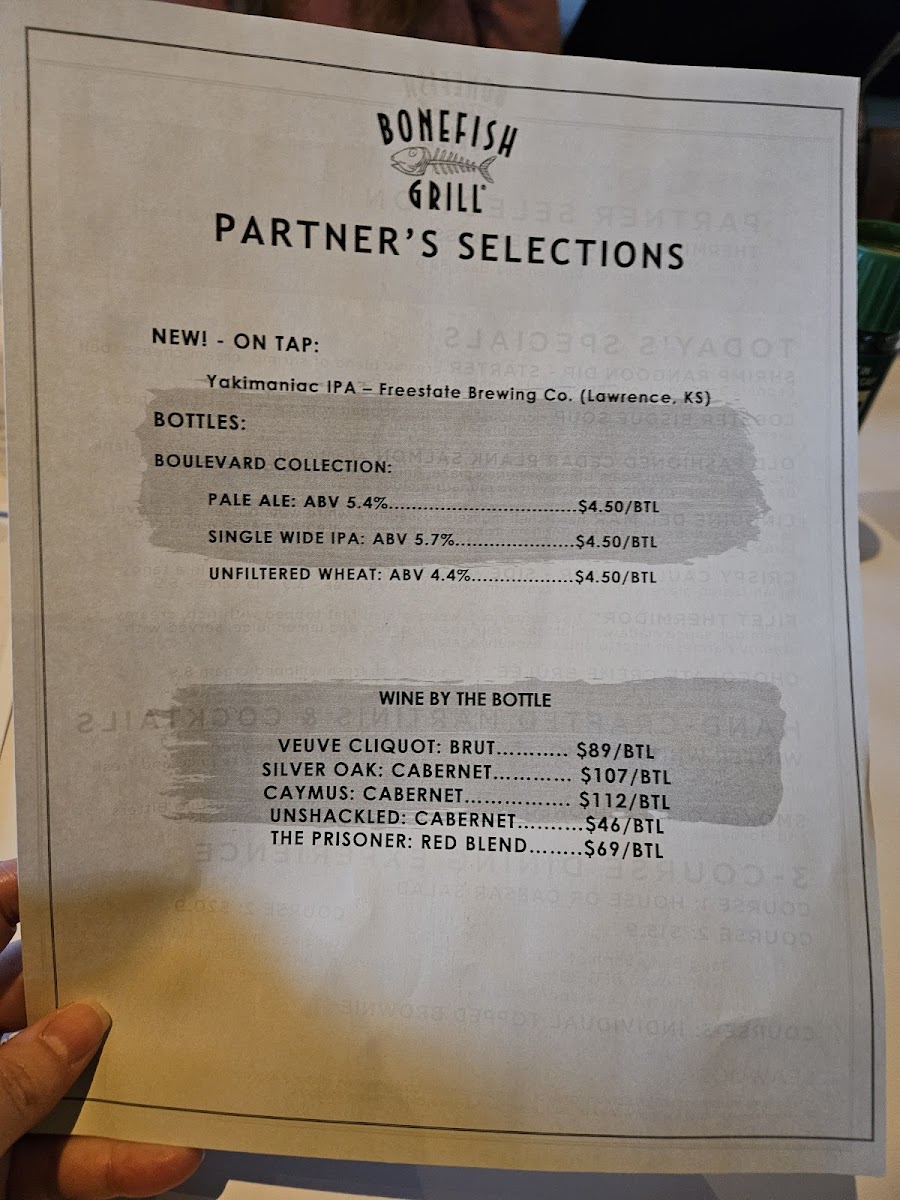 BONEFISH
GRILL
PARTNER'S SELECTIONS
NEW! - ON TAP:
Yakimaniac IPA – Freestate Brewing Co. (Lawrence, KS)
BOTTLES:
BOULEVARD COLLECTION:
PALE ALE: ABV 5.4%.................................$4.50/BTL
SINGLE WIDE IPA: ABV 5.7%.....................$4.50/BTL
UNFILTERED WHEAT: ABV 4.4%..................$4.50/BTL
WINE BY THE BOTTLE
VEUVE CLIQUOT: BRUT........... $89/BTL
SILVER OAK: CABERNET............ $107/BTL
CAYMUS: CABERNET................. $112/BTL
UNSHACKLED: CABERNET..........$46/BTL
THE PRISONER: RED BLEND........$69/BTL